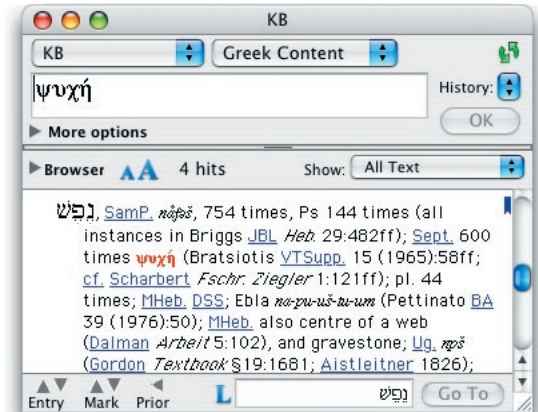 KB
KB Greek Content
ψυχή History:
OK
More options
Browser AA 4 hits Show: All Text
נֶפֶשׁ, SamP. nåfəš, 754 times, Ps 144 times (all
instances in Briggs JBL Heb. 29:482ff); Sept. 600
times ψυχή (Bratsiotis VTSupp. 15 (1965):58ff;
cf. Scharbert Fschr. Ziegler 1:121ff); pl. 44
times; MHeb. DSS; Ebla na-pu-uš-tu-um (Pettinato BA
39 (1976):50); MHeb. also centre of a web
(Dalman Arbeit 5:102), and gravestone; Ug. npš
(Gordon Textbook §19:1681; Aistleitner 1826);
Entry Mark Prior L נֶפֶשׁ Go To